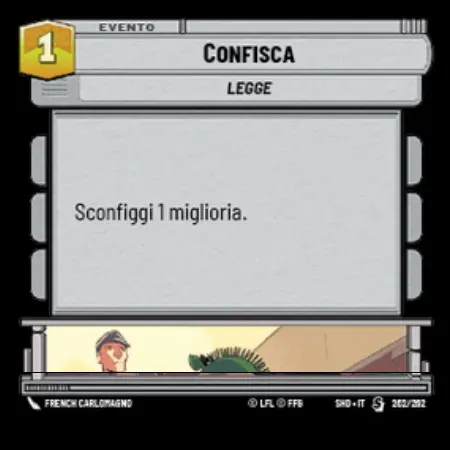 EVENTO
1
CONFISCA
LEGGE
Sconfiggi 1 miglioria.
FRENCH CARLOMAGNO
© LFL © FFG
SHD • IT
262/262